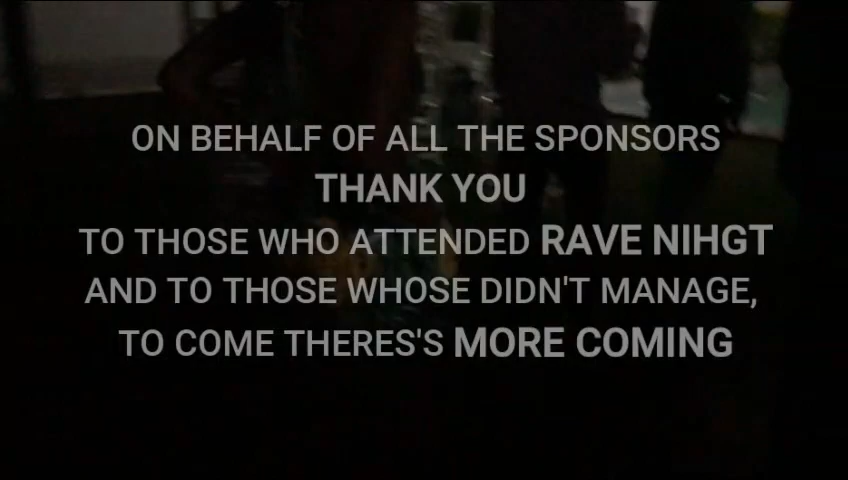 ON BEHALF OF ALL THE SPONSORS
THANK YOU
TO THOSE WHO ATTENDED RAVE NIHGT
AND TO THOSE WHOSE DIDN'T MANAGE,
TO COME THERES'S MORE COMING